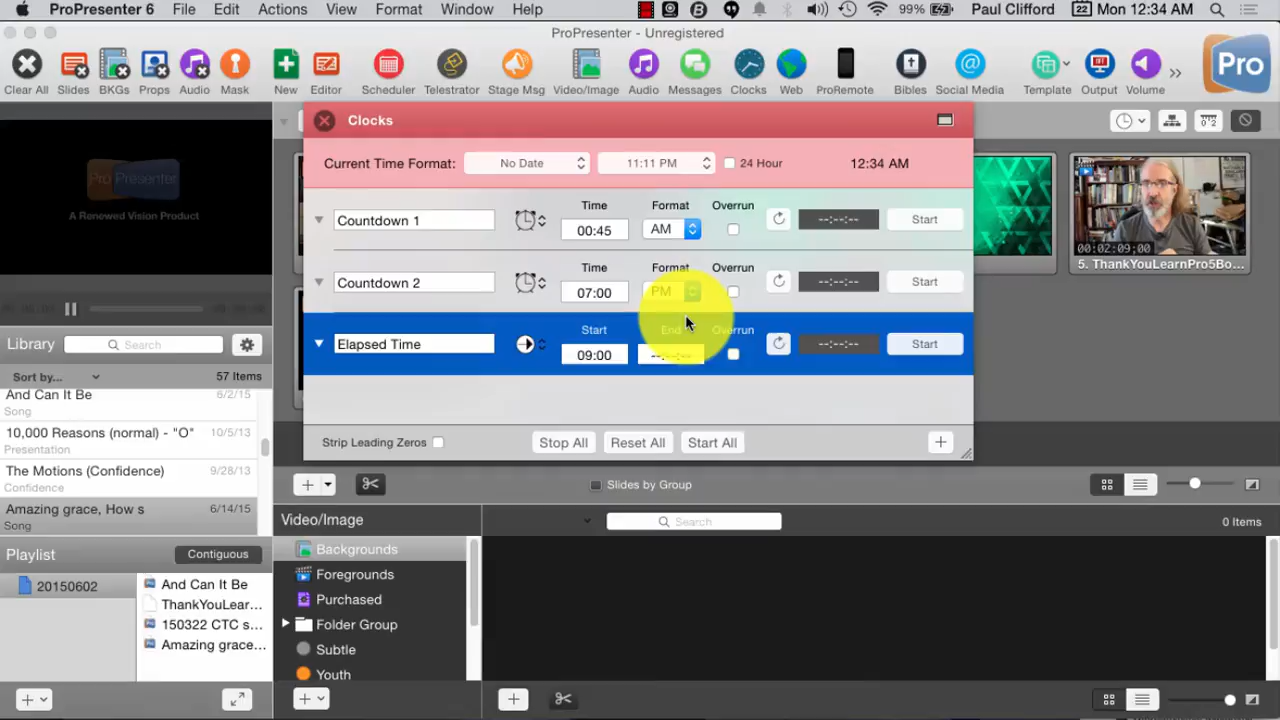 ProPresenter 6 File Edit Actions View Format Window Help 99% Paul Clifford 22 Mon 12:34 AM
ProPresenter - Unregistered
Clear All Slides BKGs Props Audio Mask New Editor Scheduler Telestrator Stage Msg Video/Image Audio Messages Clocks Web ProRemote Bibles Social Media Template Output Volume Pro
Clocks
Current Time Format: No Date 11:11 PM 24 Hour 12:34 AM
Time Format Overrun
Countdown 1 00:45 AM --:--:-- Start
Time Format Overrun
Countdown 2 07:00 PM --:--:-- Start
Start End Overrun
Elapsed Time 09:00 --:--:-- --:--:-- Start
Strip Leading Zeros Stop All Reset All Start All
Pro Presenter
A Renewed Vision Product
00:02:09:00
5. ThankYouLearnPro5Bo...
Library Search
Sort by... 57 Items
And Can It Be 6/2/15
Song
10,000 Reasons (normal) - "O" 10/5/13
Presentation
The Motions (Confidence) 9/28/13
Confidence
Amazing grace, How s 6/14/15
Song
Slides by Group
Playlist Contiguous
20150602
And Can It Be
ThankYouLear...
150322 CTC s...
Amazing grace...
Video/Image Search 0 Items
Backgrounds
Foregrounds
Purchased
Folder Group
Subtle
Youth